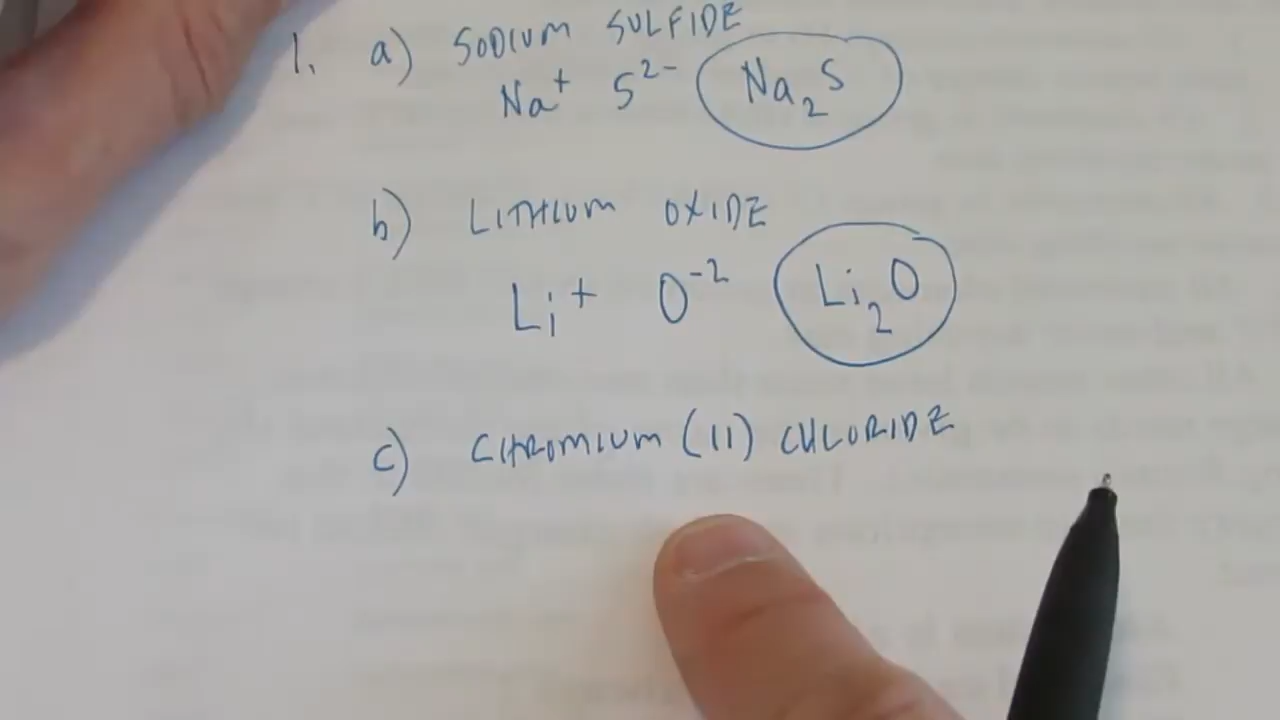 1. a) SODIUM SULFIDE
Na⁺ S²⁻ Na₂S
b) LITHIUM OXIDE
Li⁺ O⁻² Li₂O
c) CHROMIUM (II) CHLORIDE